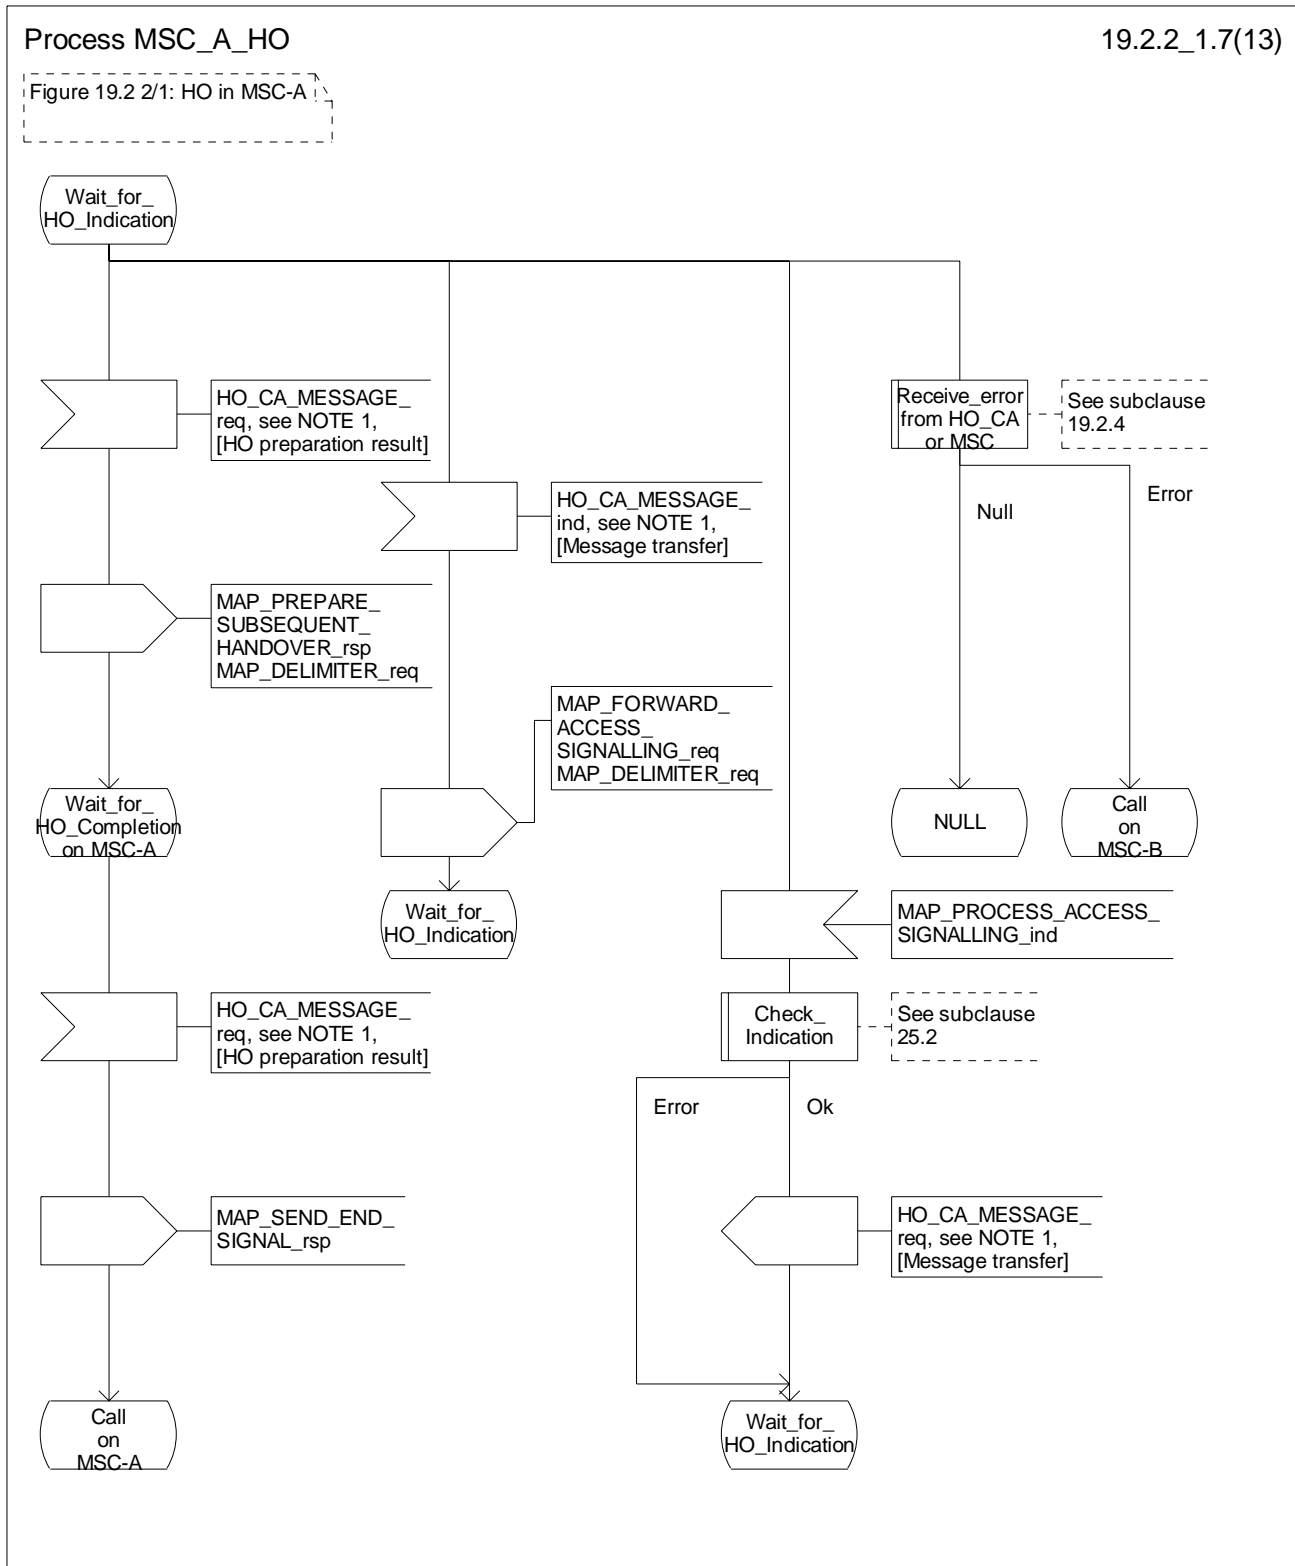 Process MSC_A_HO
19.2.2_1.7(13)
Figure 19.2 2/1: HO in MSC-A
Wait_for_
HO_Indication
HO_CA_MESSAGE_
req, see NOTE 1,
[HO preparation result]
Receive_error
from HO_CA
or MSC
See subclause
19.2.4
HO_CA_MESSAGE_
ind, see NOTE 1,
[Message transfer]
Null
Error
MAP_PREPARE_
SUBSEQUENT_
HANDOVER_rsp
MAP_DELIMITER_req
MAP_FORWARD_
ACCESS_
SIGNALLING_req
MAP_DELIMITER_req
Wait_for_
HO_Completion
on MSC-A
NULL
Call
on
MSC-B
Wait_for_
HO_Indication
MAP_PROCESS_ACCESS_
SIGNALLING_ind
HO_CA_MESSAGE_
req, see NOTE 1,
[HO preparation result]
Check_
Indication
See subclause
25.2
Error
Ok
MAP_SEND_END_
SIGNAL_rsp
HO_CA_MESSAGE_
req, see NOTE 1,
[Message transfer]
Call
on
MSC-A
Wait_for_
HO_Indication